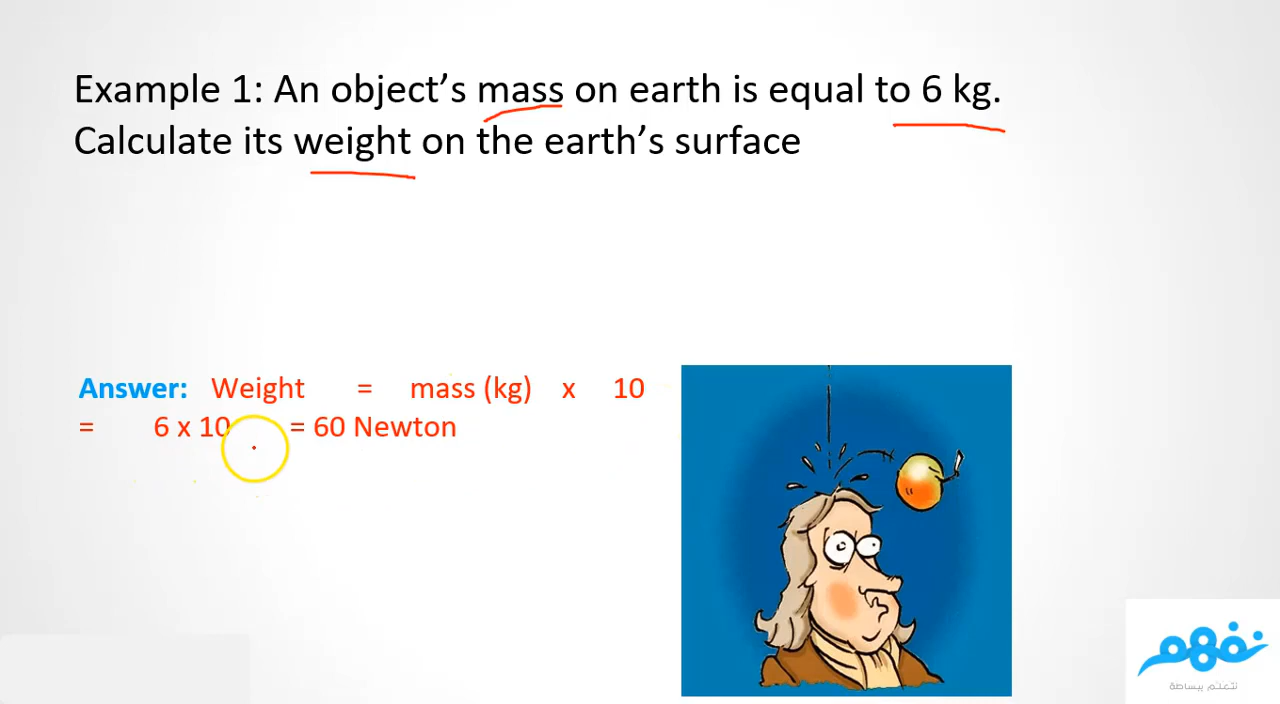 Example 1: An object's mass on earth is equal to 6 kg.
Calculate its weight on the earth's surface
Answer: Weight = mass (kg) x 10
= 6 x 10 = 60 Newton
نفهم
نتعلم ببساطة